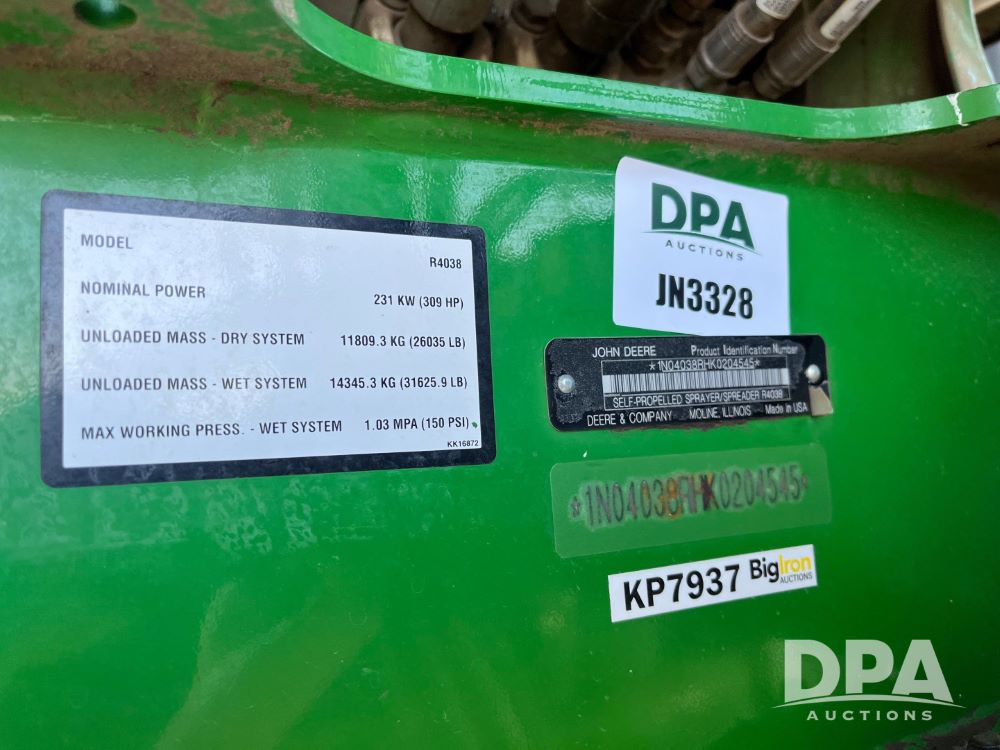 MODEL R4038
NOMINAL POWER 231 KW (309 HP)
UNLOADED MASS - DRY SYSTEM 11809.3 KG (26035 LB)
UNLOADED MASS - WET SYSTEM 14345.3 KG (31625.9 LB)
MAX WORKING PRESS. - WET SYSTEM 1.03 MPA (150 PSI)
KK16872
DPA
AUCTIONS
JN3328
JOHN DEERE Product Identification Number
*1N04038RHK0204545*
SELF-PROPELLED SPRAYER/SPREADER R4038
DEERE & COMPANY MOLINE, ILLINOIS Made in USA
*1N04038RHK0204545*
KP7937 BigIron
AUCTIONS
DPA
AUCTIONS